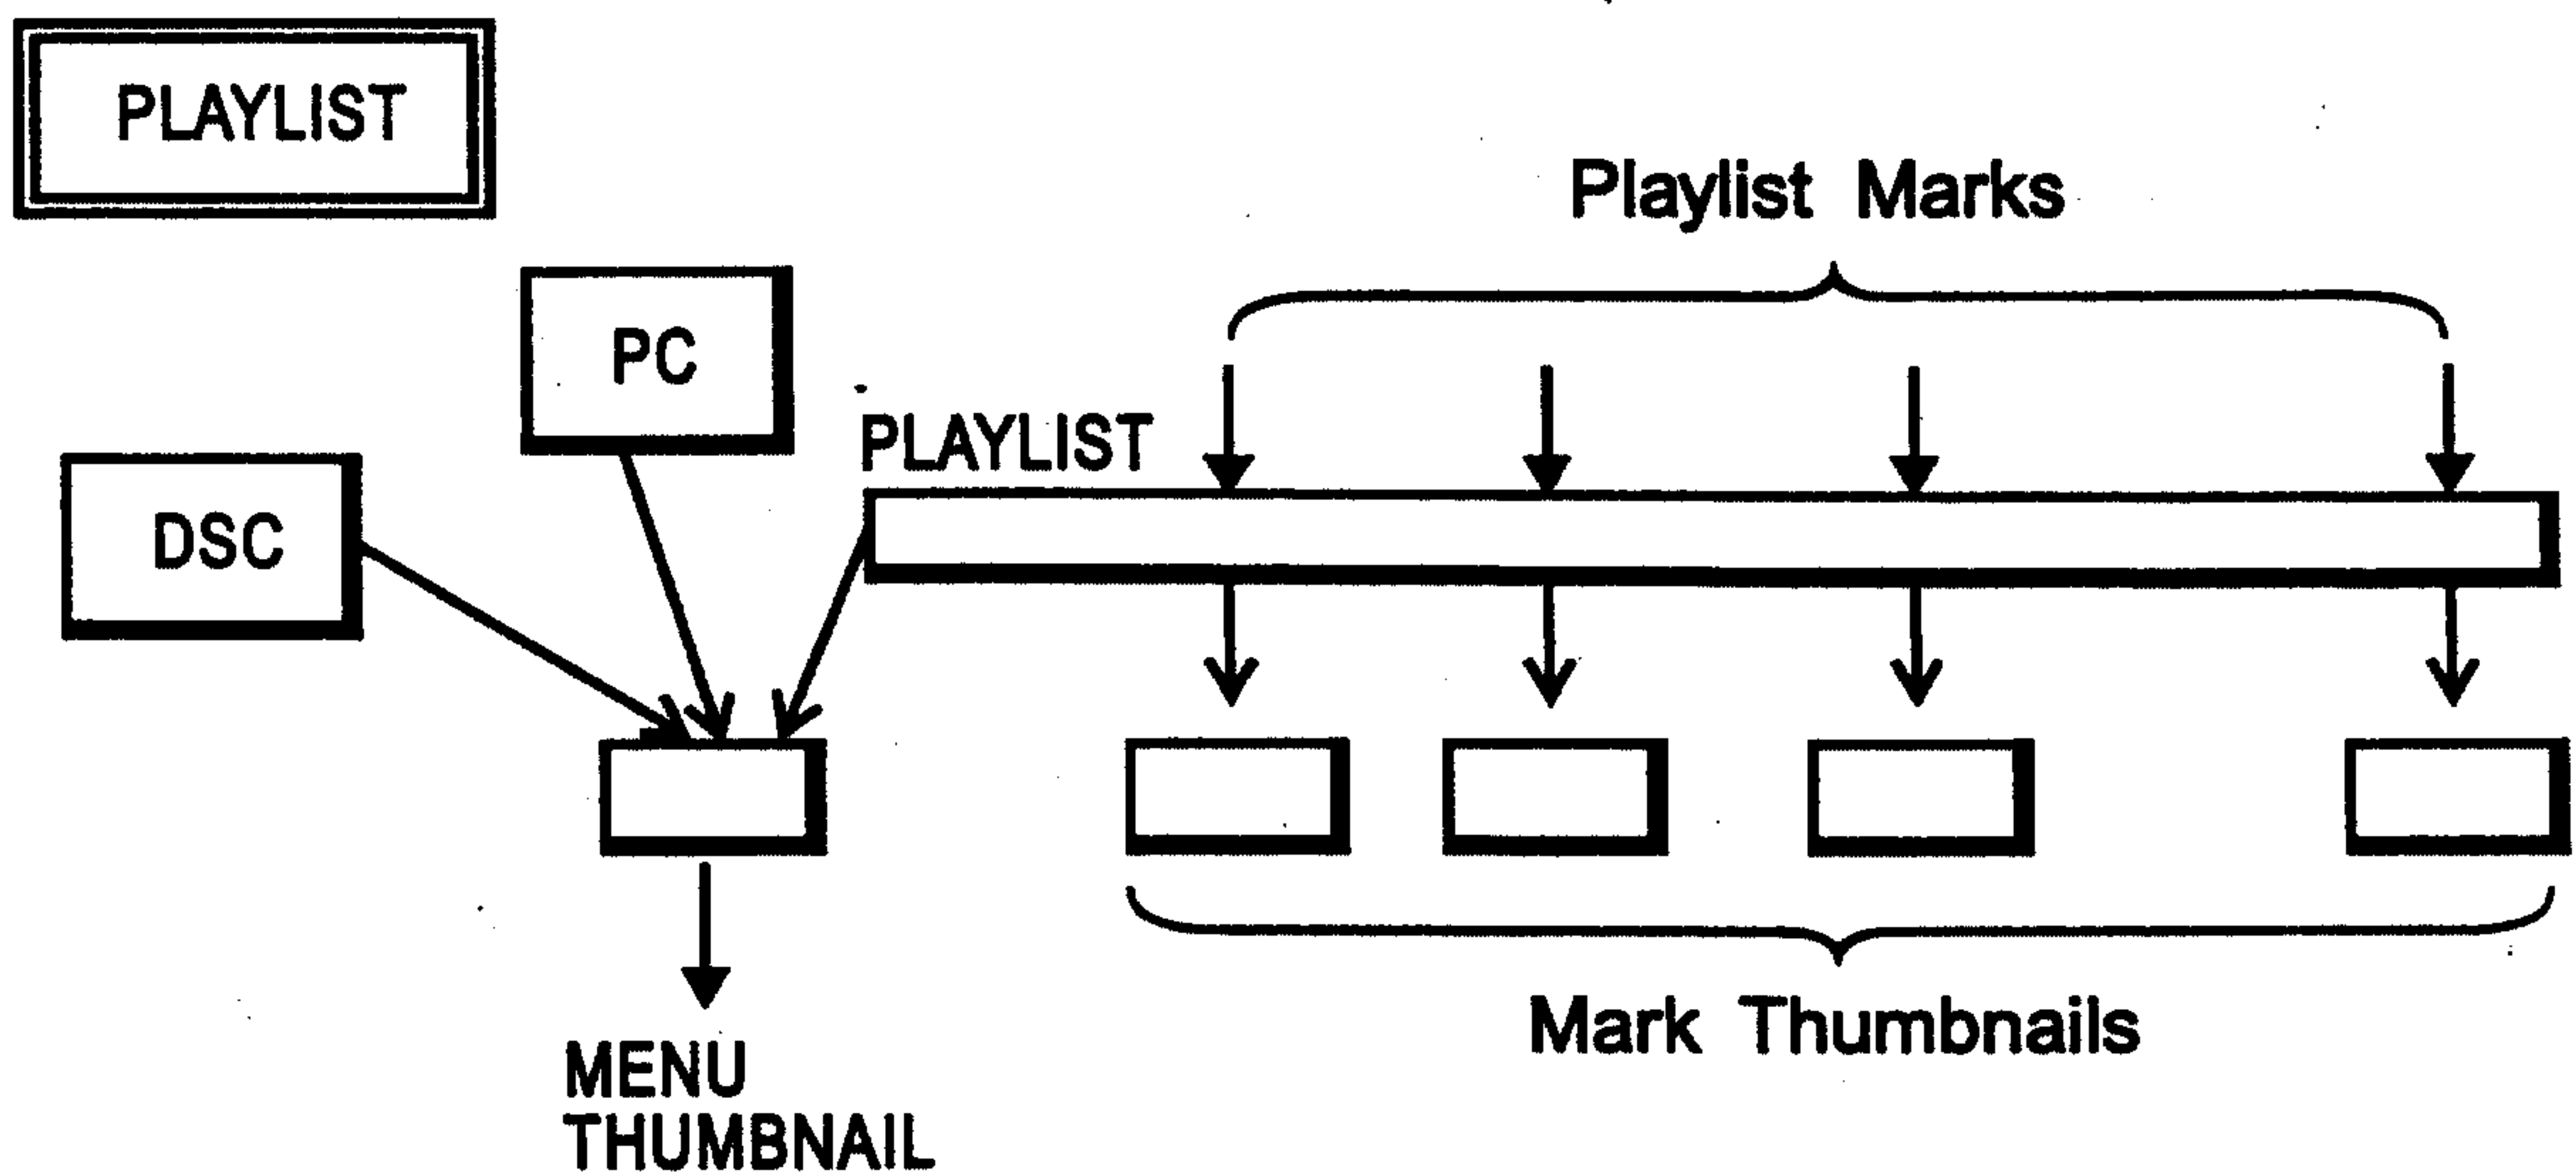 PLAYLIST
Playlist Marks
PC
PLAYLIST
DSC
MENU
THUMBNAIL
Mark Thumbnails